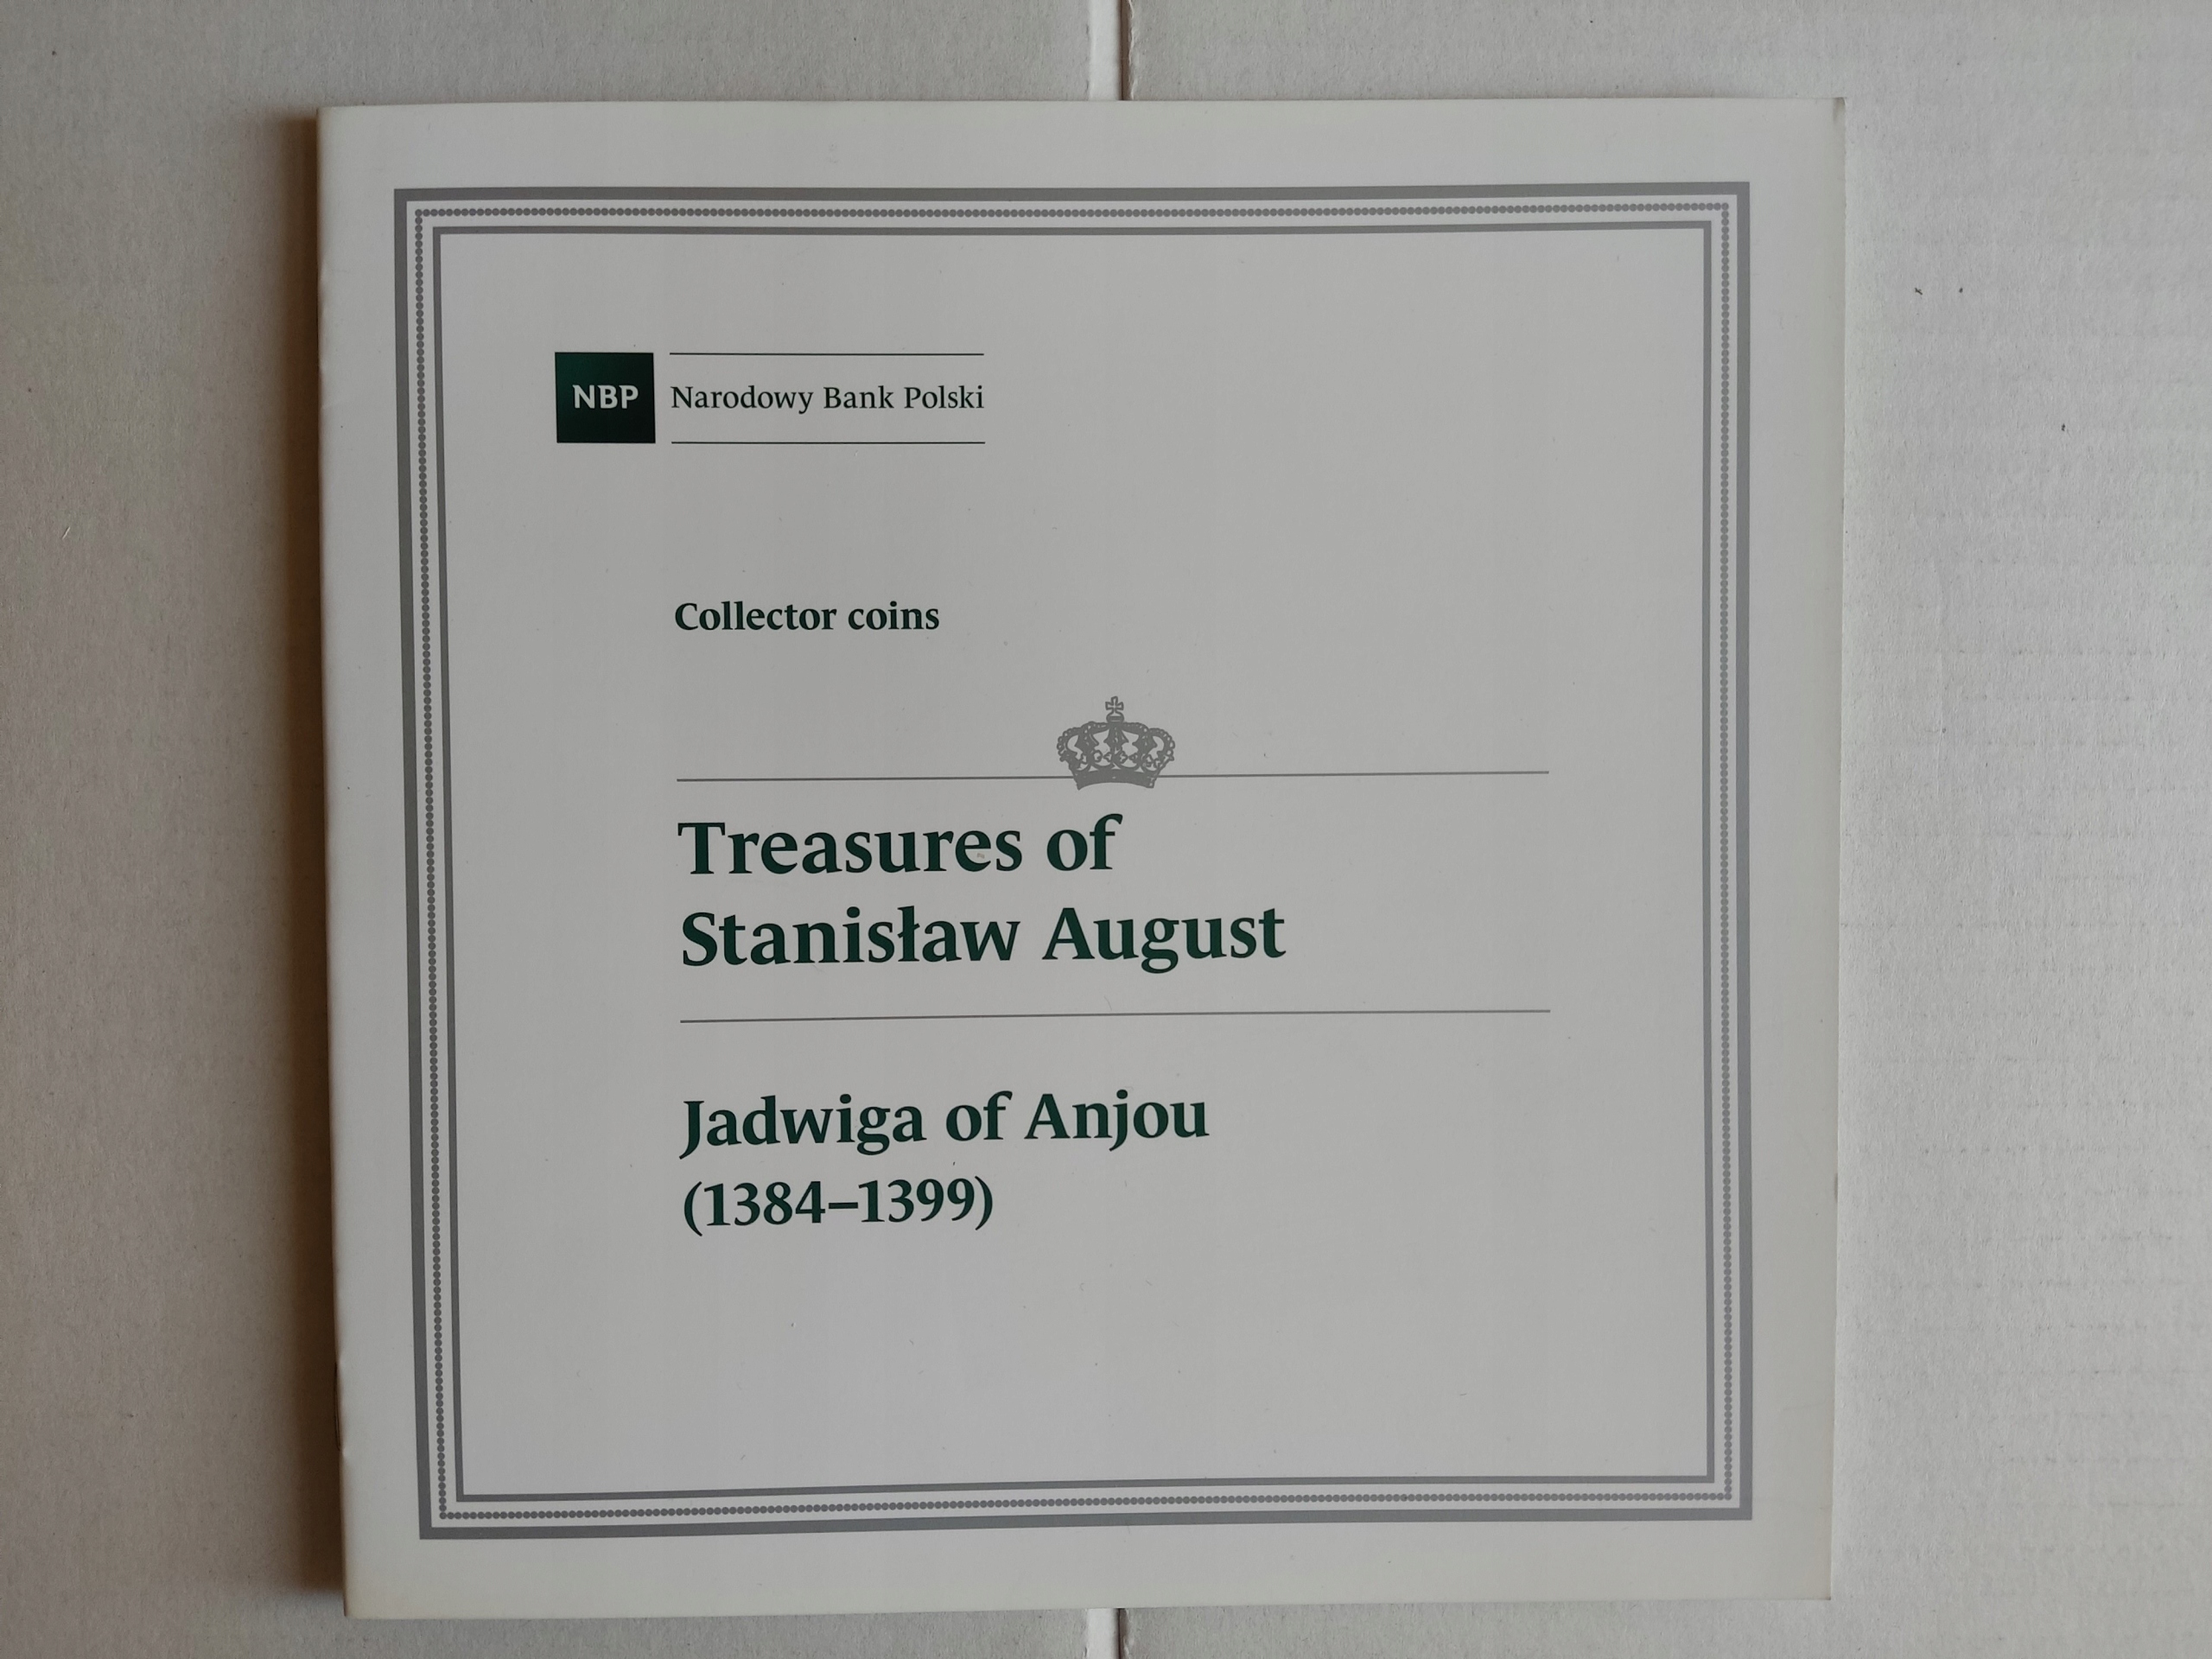 NBP Narodowy Bank Polski
Collector coins
Treasures of
Stanisław August
Jadwiga of Anjou
(1384–1399)